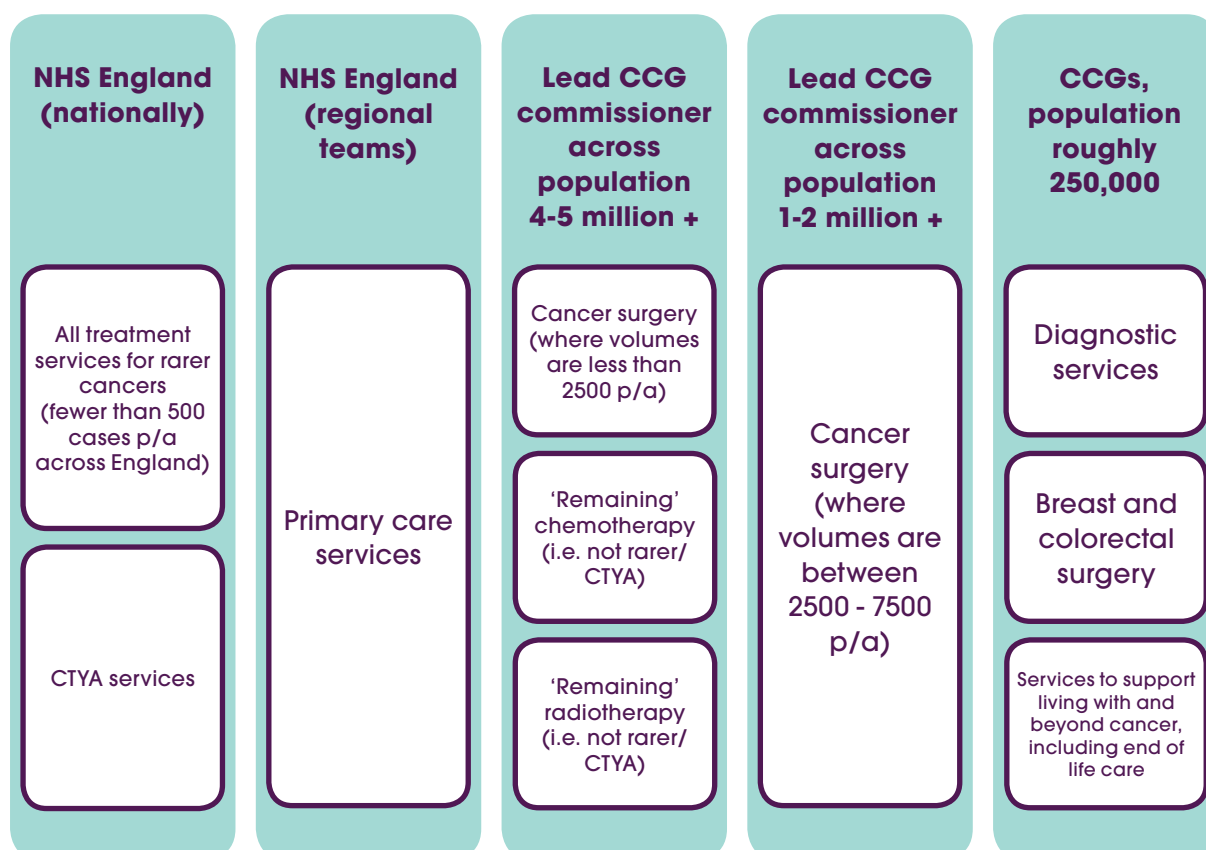 NHS England
(nationally)
All treatment
services for rarer
cancers
(fewer than 500
cases p/a
across England)
CTYA services
NHS England
(regional
teams)
Primary care
services
Lead CCG
commissioner
across
population
4-5 million +
Cancer surgery
(where volumes
are less than
2500 p/a)
‘Remaining’
chemotherapy
(i.e. not rarer/
CTYA)
‘Remaining’
radiotherapy
(i.e. not rarer/
CTYA)
Lead CCG
commissioner
across
population
1-2 million +
Cancer
surgery
(where
volumes are
between
2500 - 7500
p/a)
CCGs,
population
roughly
250,000
Diagnostic
services
Breast and
colorectal
surgery
Services to support
living with and
beyond cancer,
including end of
life care